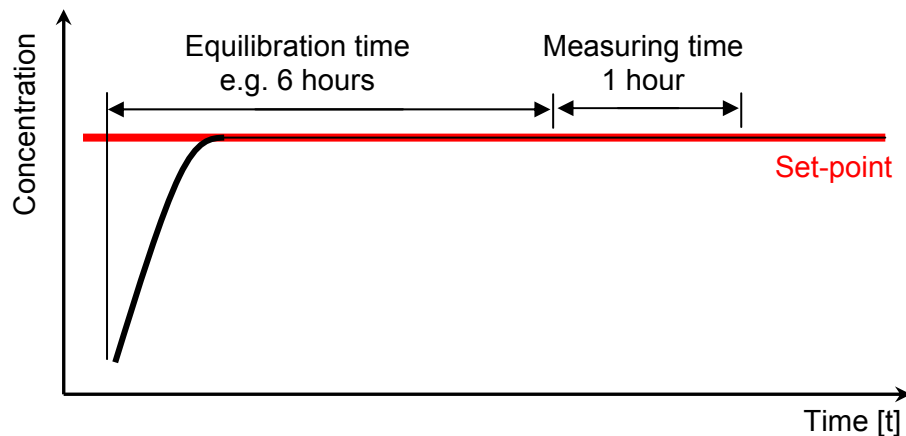 Equilibration time
e.g. 6 hours
Measuring time
1 hour
Concentration
Set-point
Time [t]